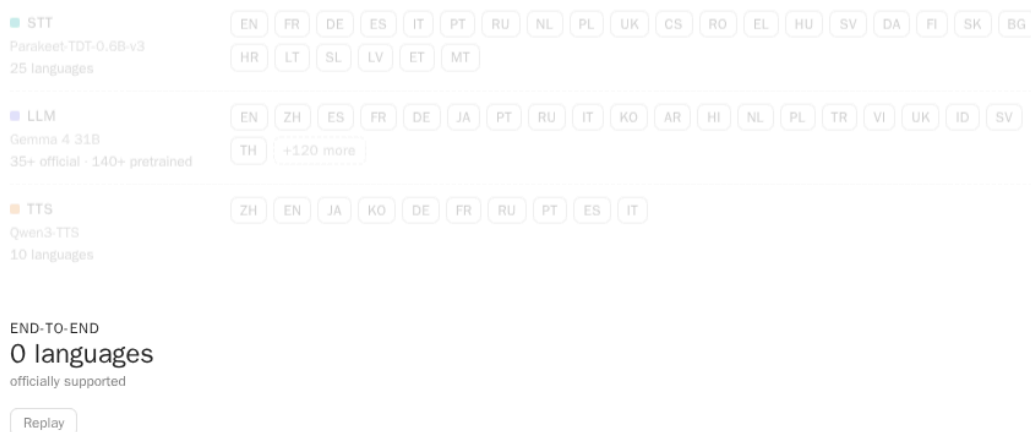 STT
EN FR DE ES IT PT RU NL PL UK CS RO EL HU SV DA FI SK BG
Parakeet-TDT-0.6B-v3
25 languages
HR LT SL LV ET MT
LLM
EN ZH ES FR DE JA PT RU IT KO AR HI NL PL TR VI UK ID SV
Gemma 4 31B
35+ official · 140+ pretrained
TH +120 more
TTS
ZH EN JA KO DE FR RU PT ES IT
Qwen3-TTS
10 languages
END-TO-END
0 languages
officially supported
Replay